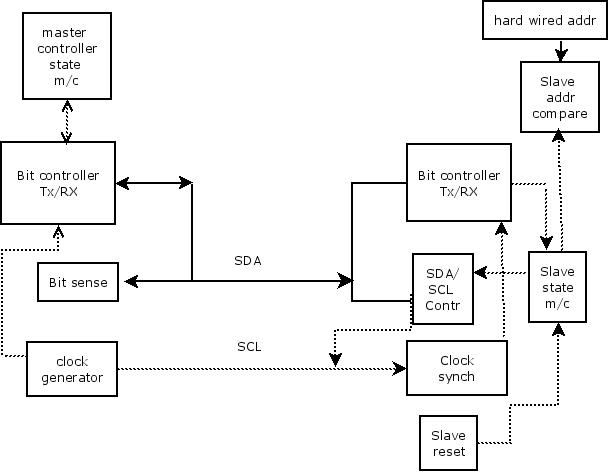 master
controller
state
m/c
hard wired addr
Slave
addr
compare
Bit controller
Tx/RX
Bit controller
Tx/RX
SDA
Bit sense
SDA/
SCL
Contr
Slave
state
m/c
SCL
clock
generator
Clock
synch
Slave
reset